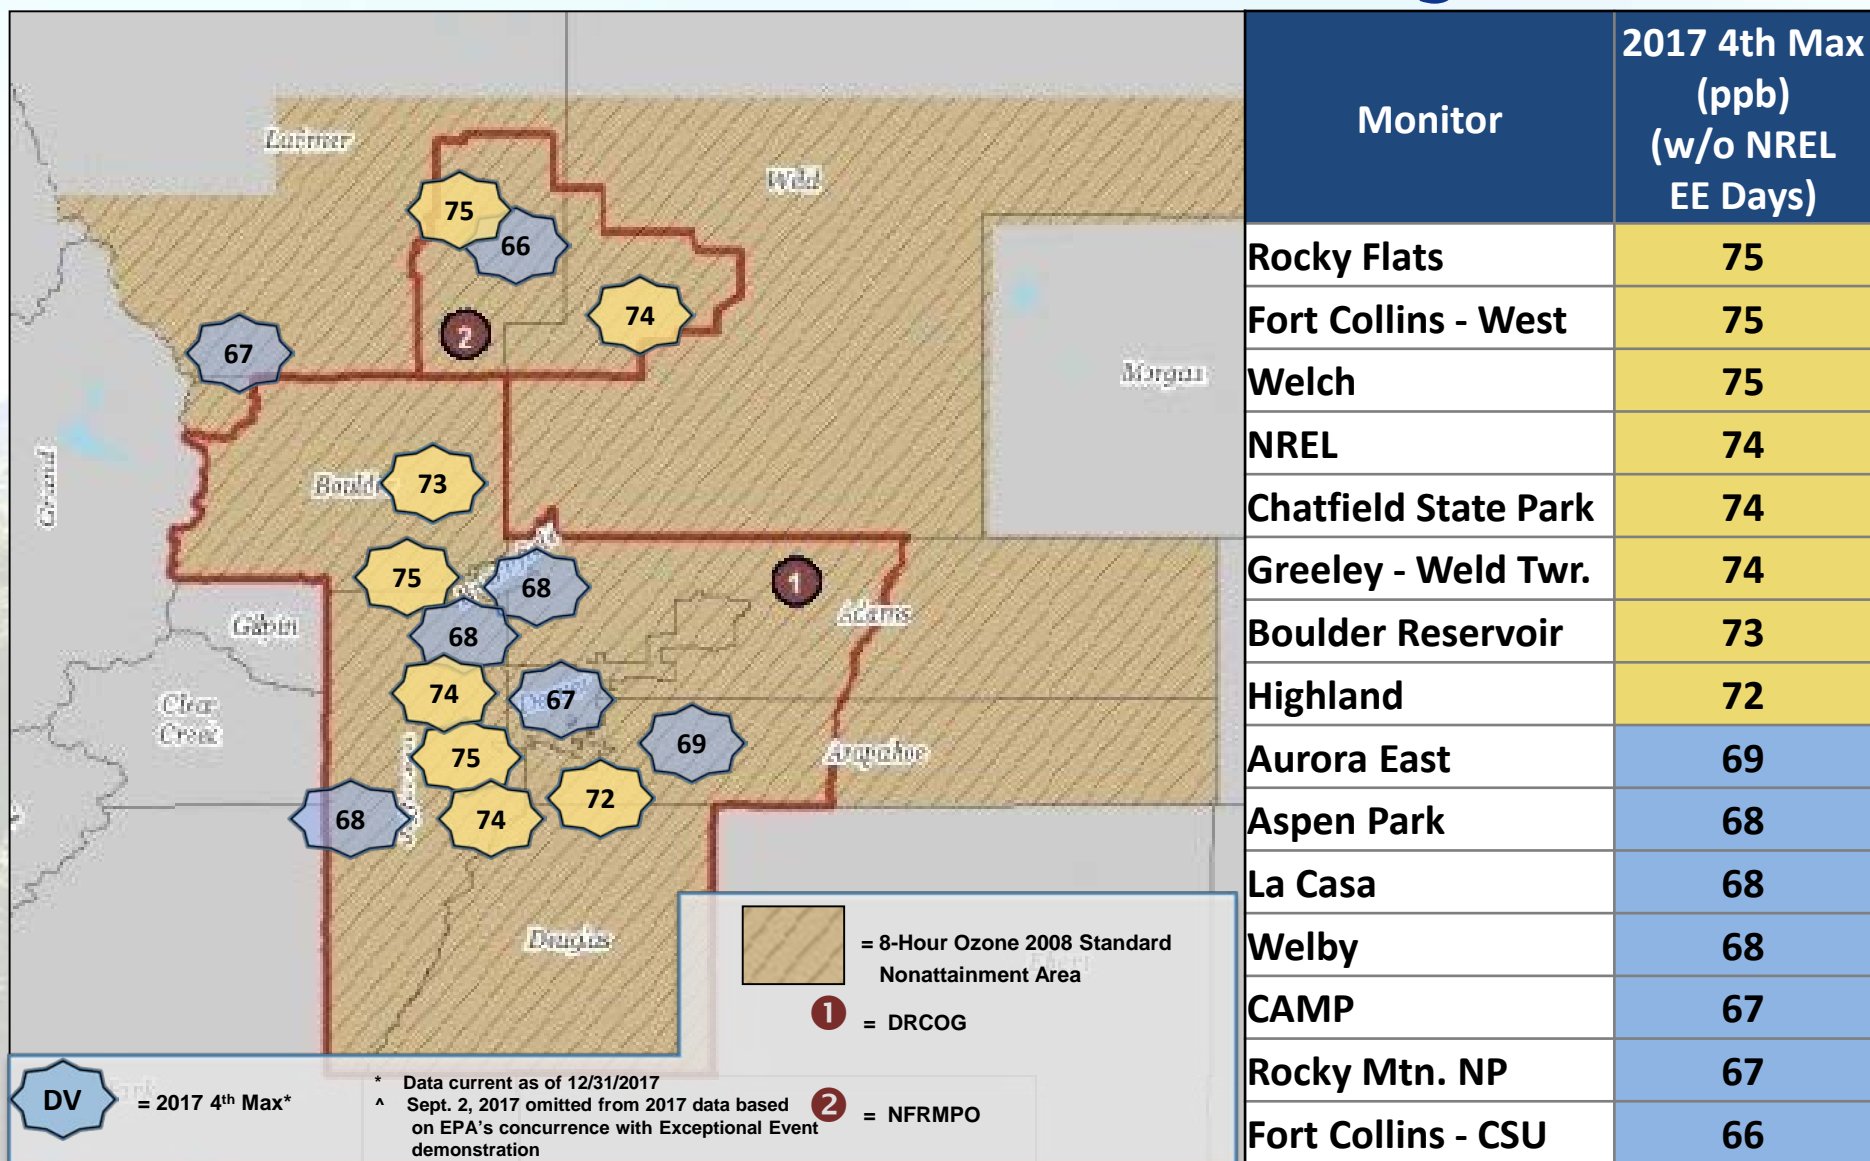 Larimer
Weld
75
66
74
2
67
Morgan
Grand
73
75
68
1
Adams
Gilpin
68
74
67
Clear
Creek
69
75
Arapahoe
72
68
74
Douglas
= 8-Hour Ozone 2008 Standard
Nonattainment Area
1 = DRCOG
DV = 2017 4th Max*
* Data current as of 12/31/2017
^ Sept. 2, 2017 omitted from 2017 data based
on EPA's concurrence with Exceptional Event
demonstration
2 = NFRMPO
Monitor 2017 4th Max
(ppb)
(w/o NREL
EE Days)
Rocky Flats 75
Fort Collins - West 75
Welch 75
NREL 74
Chatfield State Park 74
Greeley - Weld Twr. 74
Boulder Reservoir 73
Highland 72
Aurora East 69
Aspen Park 68
La Casa 68
Welby 68
CAMP 67
Rocky Mtn. NP 67
Fort Collins - CSU 66